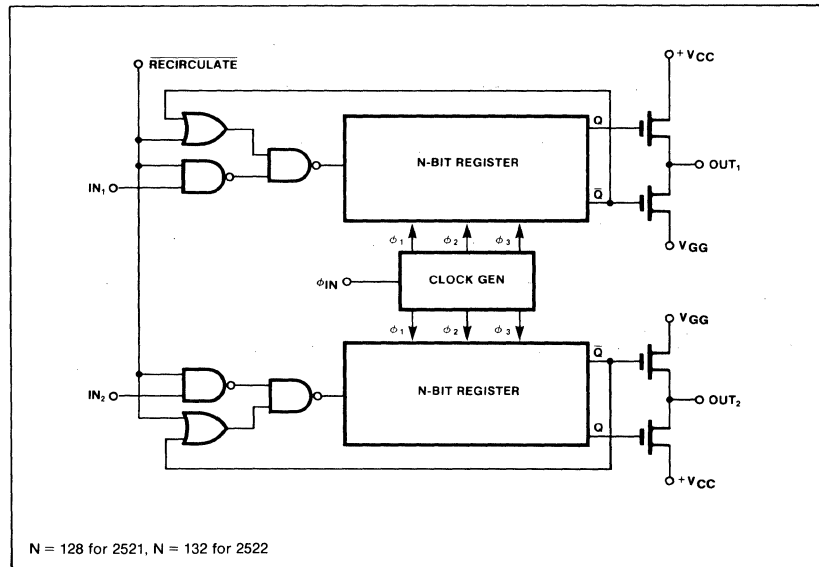 +VCC
RECIRCULATE
Q
N-BIT REGISTER
OUT1
IN1
Q̅
ϕ1 ϕ2 ϕ3
VGG
ϕIN
CLOCK GEN
ϕ1 ϕ2 ϕ3
VGG
Q̅
IN2
N-BIT REGISTER
OUT2
Q
+VCC
N = 128 for 2521, N = 132 for 2522